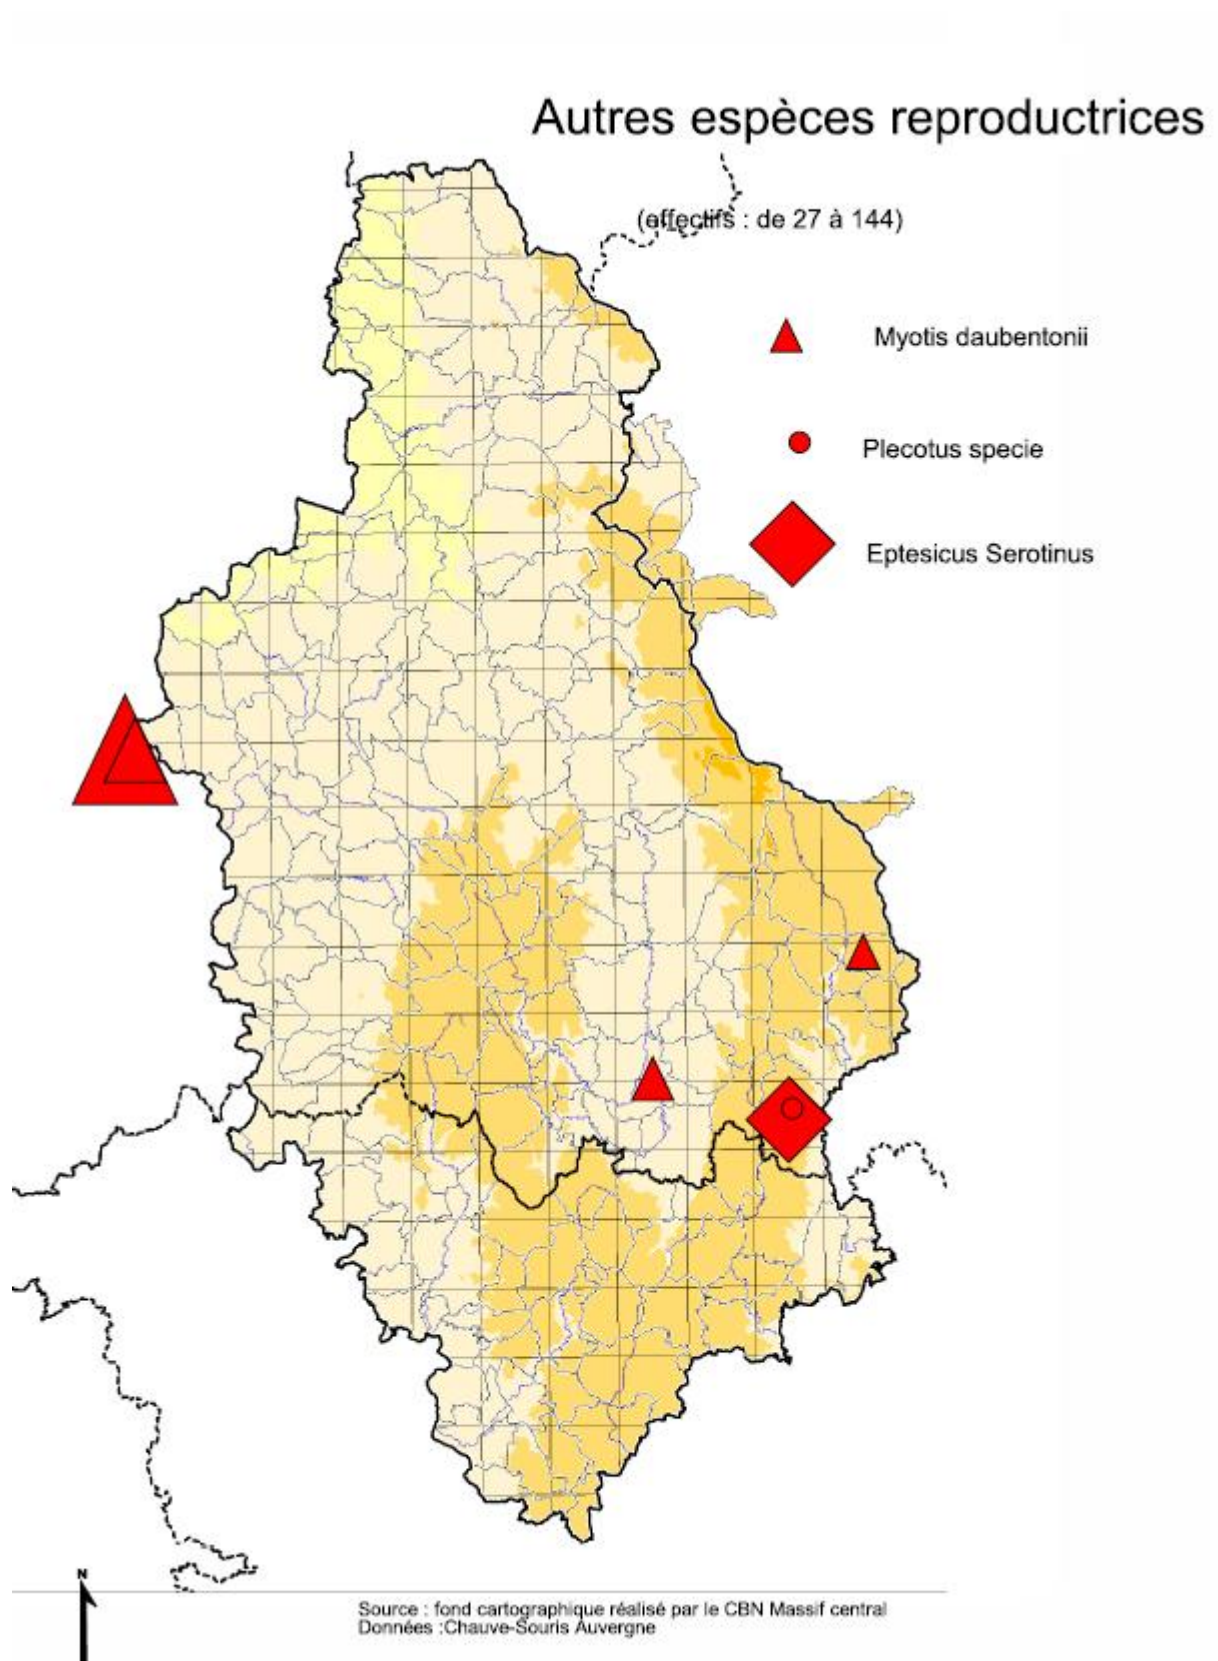 Autres espèces reproductrices
(effectifs : de 27 à 144)
Myotis daubentonii
Plecotus specie
Eptesicus Serotinus
N
Source : fond cartographique réalisé par le CBN Massif central
Données :Chauve-Souris Auvergne